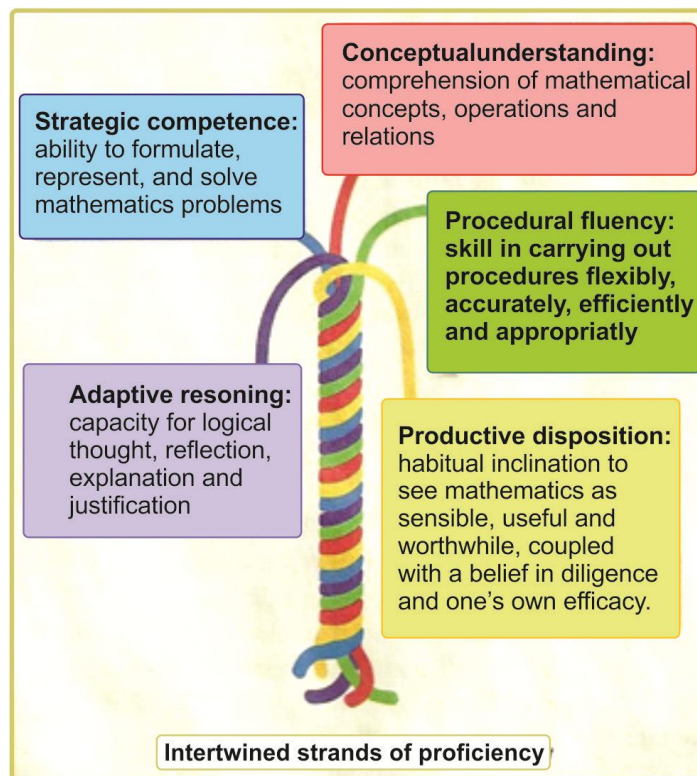 Conceptualunderstanding:
comprehension of mathematical
concepts, operations and
relations
Strategic competence:
ability to formulate,
represent, and solve
mathematics problems
Procedural fluency:
skill in carrying out
procedures flexibly,
accurately, efficiently
and appropriatly
Adaptive resoning:
capacity for logical
thought, reflection,
explanation and
justification
Productive disposition:
habitual inclination to
see mathematics as
sensible, useful and
worthwhile, coupled
with a belief in diligence
and one's own efficacy.
Intertwined strands of proficiency